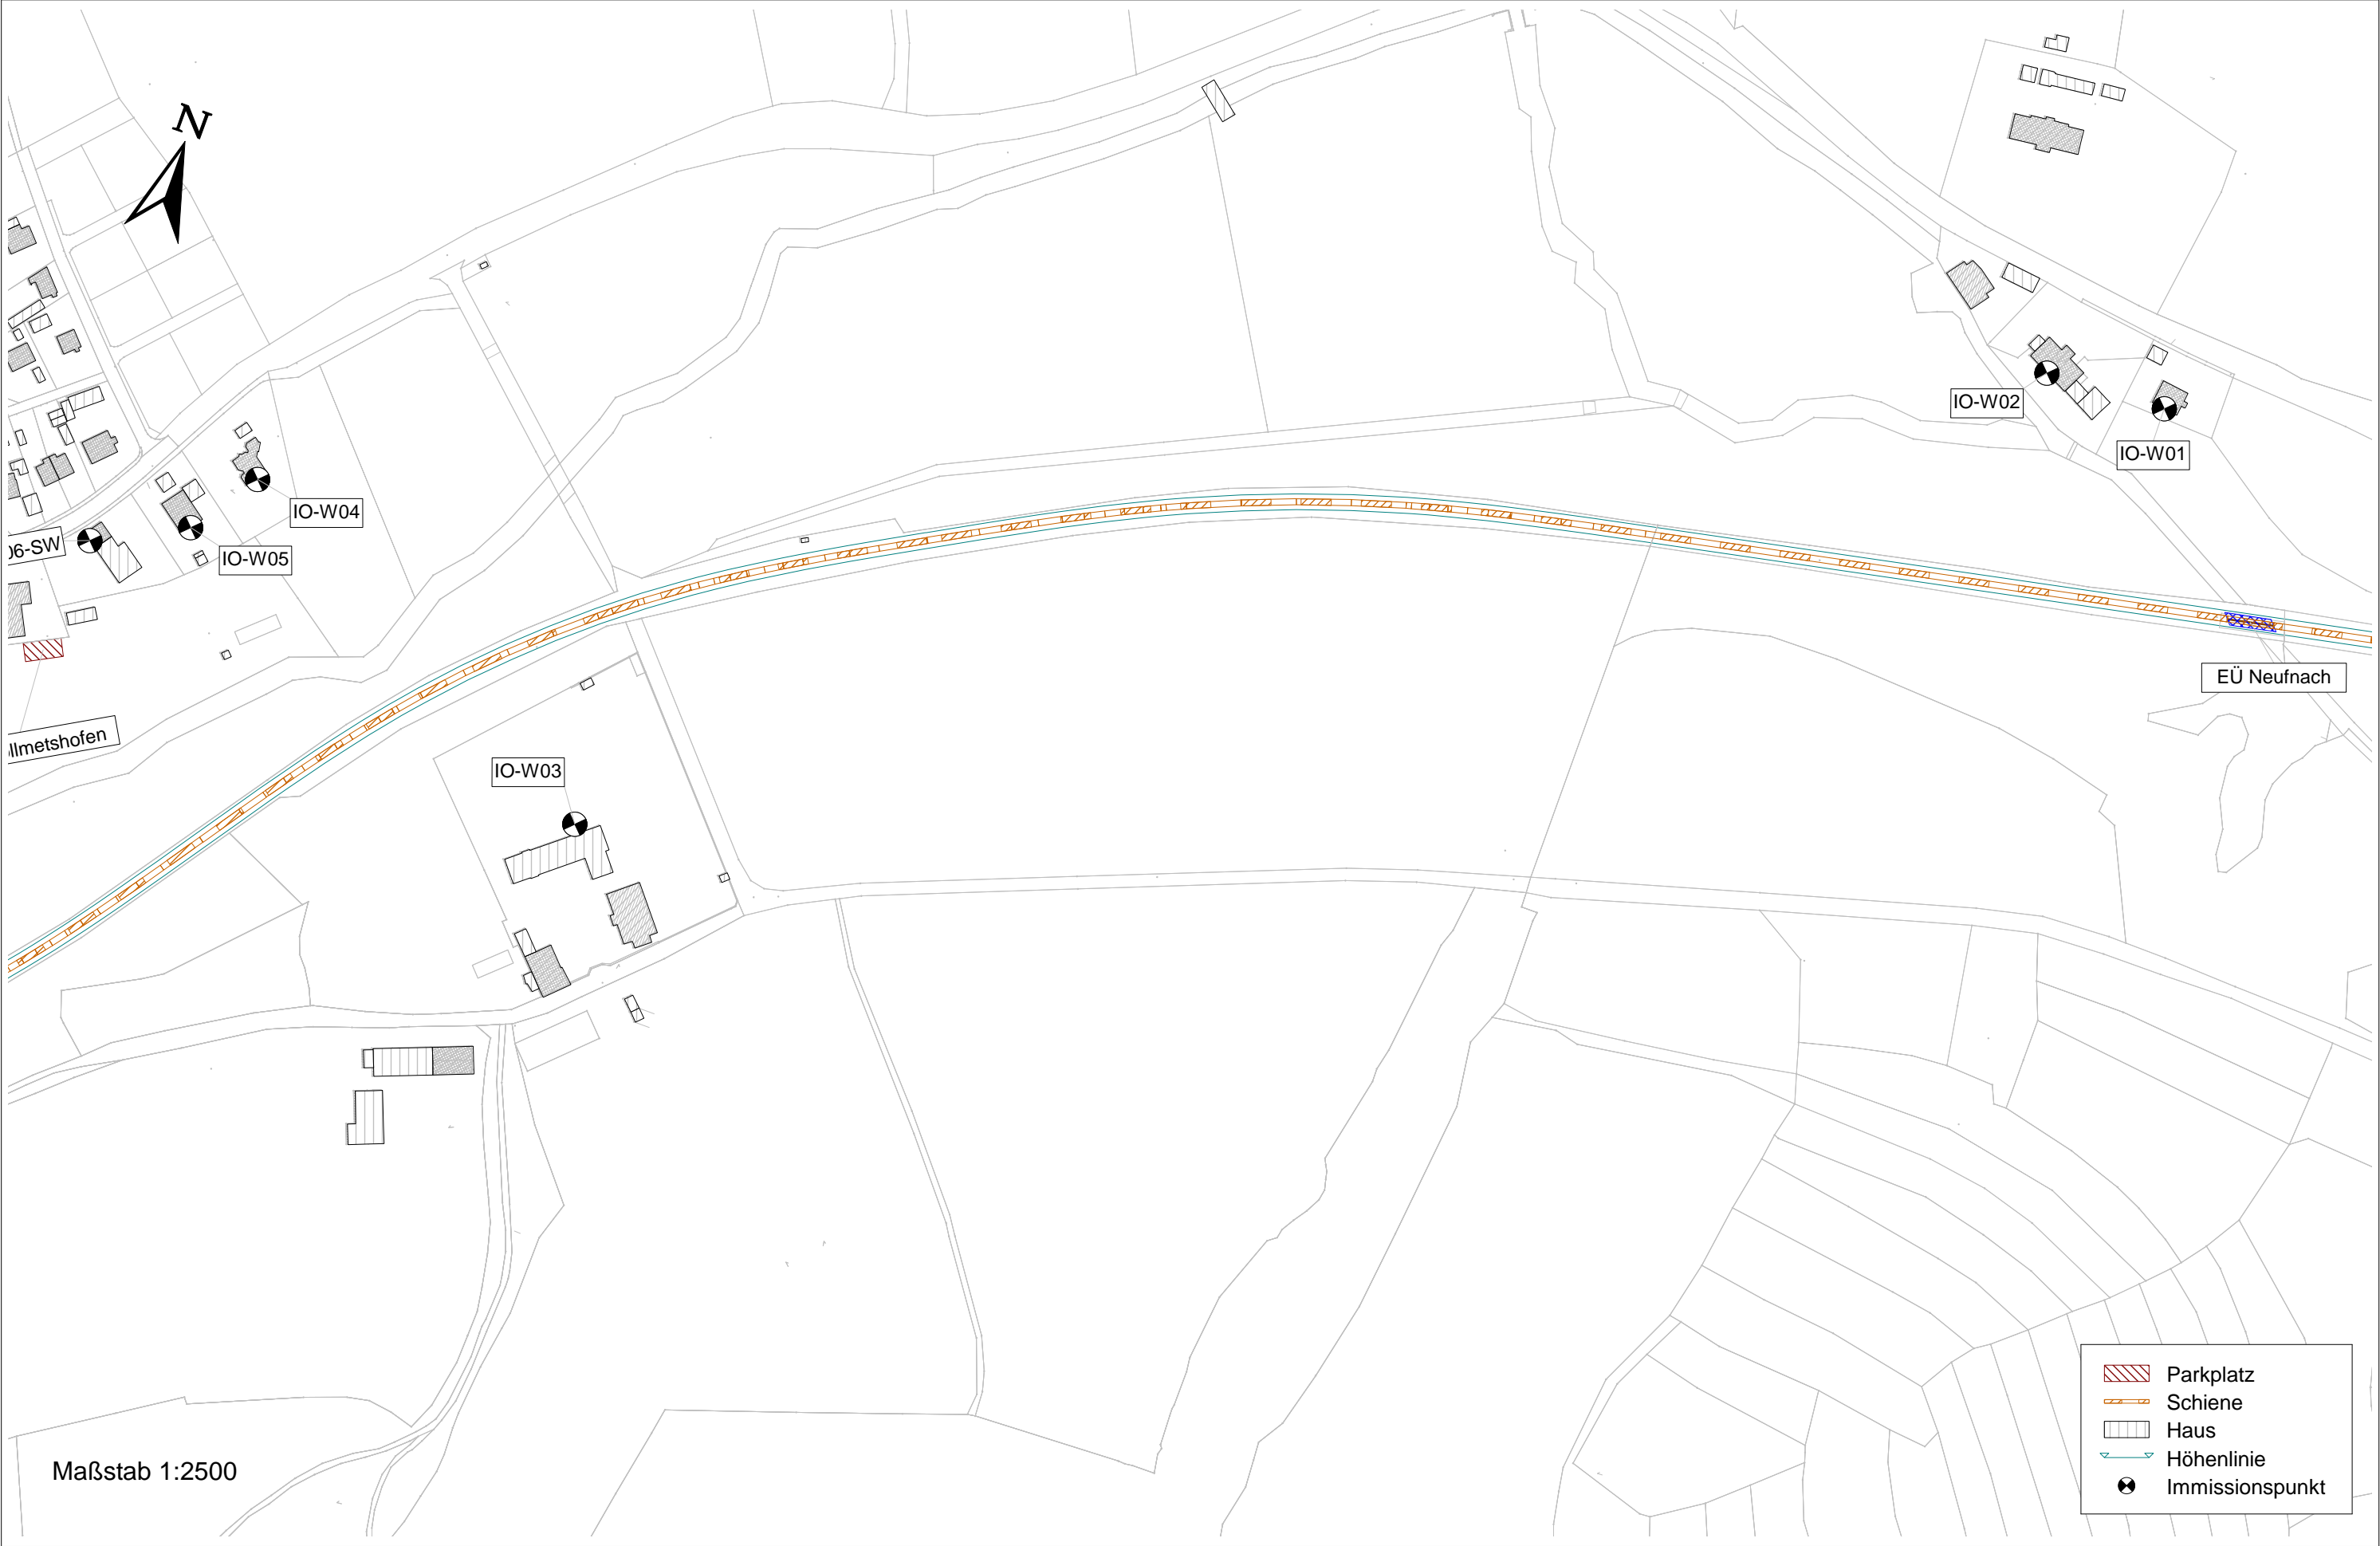 N
IO-W02
IO-W01
IO-W04
06-SW
IO-W05
EÜ Neufnach
llmetshofen
IO-W03
Maßstab 1:2500
Parkplatz
Schiene
Haus
Höhenlinie
Immissionspunkt